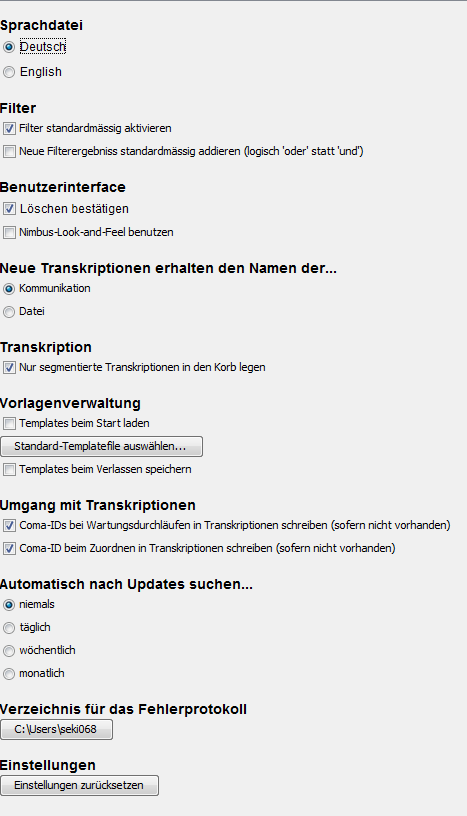 Sprachdatei
Deutsch
English
Filter
Filter standardmässig aktivieren
Neue Filterergebniss standardmässig addieren (logisch 'oder' statt 'und')
Benutzerinterface
Löschen bestätigen
Nimbus-Look-and-Feel benutzen
Neue Transkriptionen erhalten den Namen der...
Kommunikation
Datei
Transkription
Nur segmentierte Transkriptionen in den Korb legen
Vorlagenverwaltung
Templates beim Start laden
Standard-Templatefile auswählen...
Templates beim Verlassen speichern
Umgang mit Transkriptionen
Coma-IDs bei Wartungsdurchläufen in Transkriptionen schreiben (sofern nicht vorhanden)
Coma-ID beim Zuordnen in Transkriptionen schreiben (sofern nicht vorhanden)
Automatisch nach Updates suchen...
niemals
täglich
wöchentlich
monatlich
Verzeichnis für das Fehlerprotokoll
C:\Users\seki068
Einstellungen
Einstellungen zurücksetzen